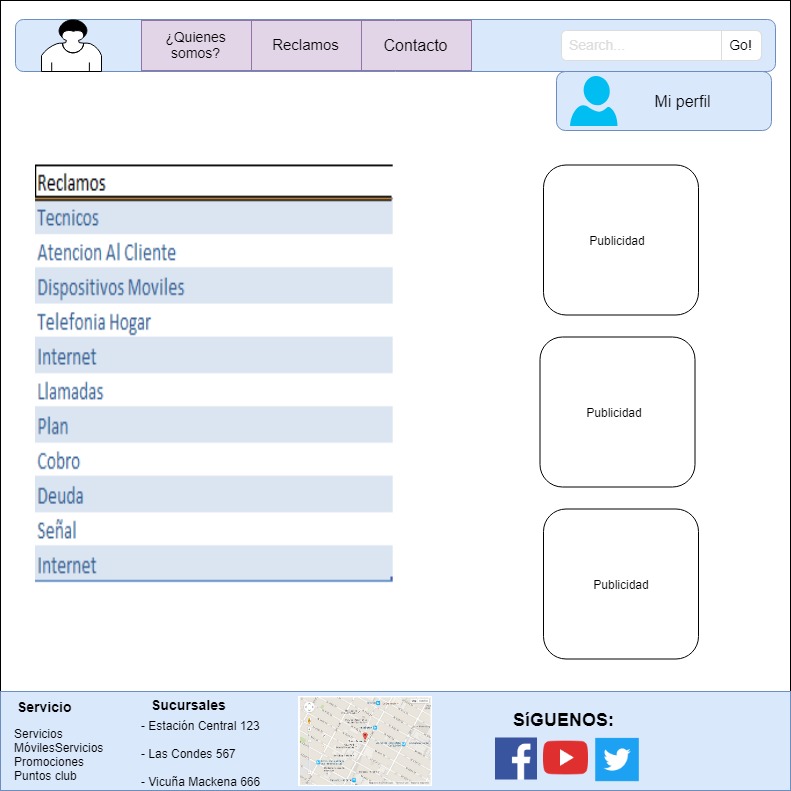 ¿Quienes
somos?
Reclamos
Contacto
Search...
Go!
Mi perfil
Reclamos
Tecnicos
Atencion Al Cliente
Dispositivos Moviles
Telefonia Hogar
Internet
Llamadas
Plan
Cobro
Deuda
Señal
Internet
Publicidad
Publicidad
Publicidad
Servicio
Servicios
MóvilesServicios
Promociones
Puntos club
Sucursales
- Estación Central 123
- Las Condes 567
- Vicuña Mackena 666
SíGUENOS: